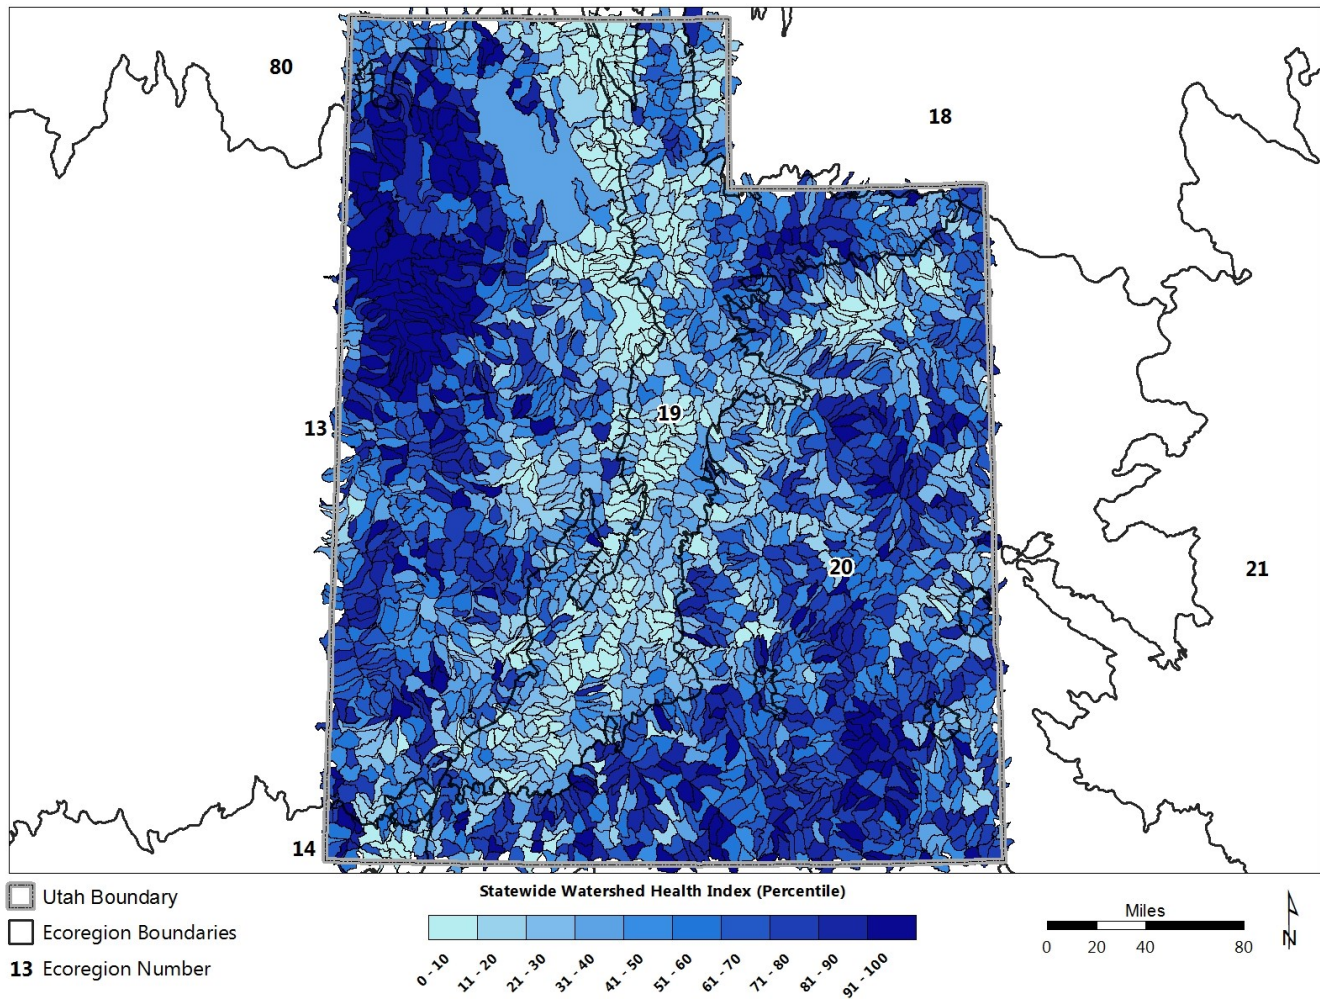 80
18
19
13
20
21
14
Utah Boundary
Ecoregion Boundaries
13 Ecoregion Number
Statewide Watershed Health Index (Percentile)
0 - 10
11 - 20
21 - 30
31 - 40
41 - 50
51 - 60
61 - 70
71 - 80
81 - 90
91 - 100
Miles
0 20 40 80
N